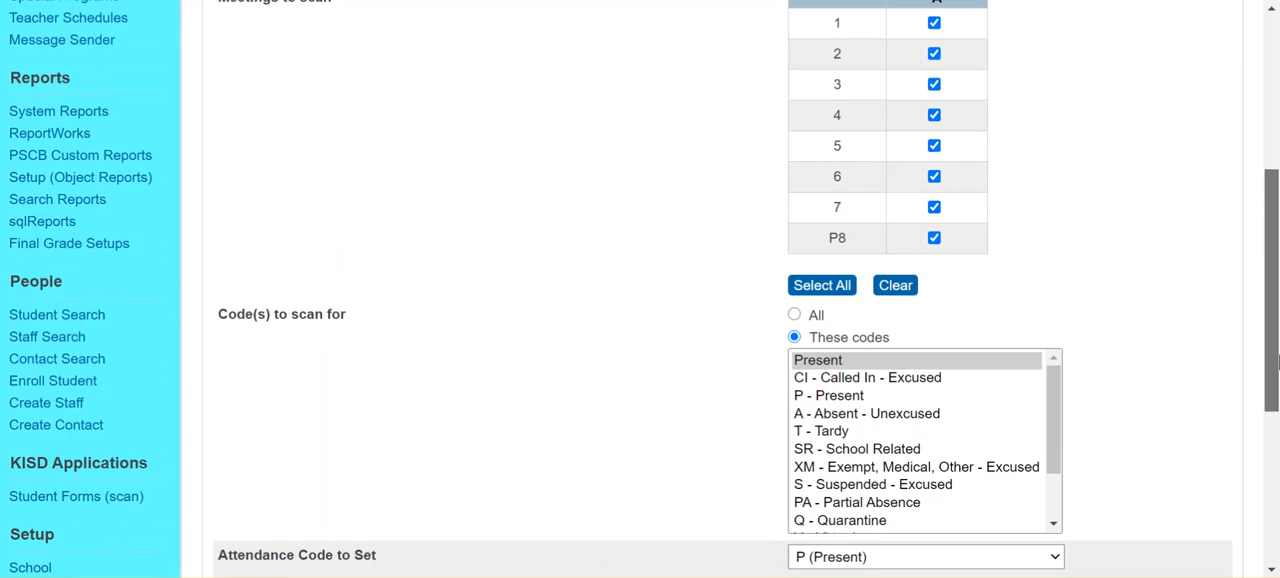 Teacher Schedules
Message Sender
Reports
System Reports
ReportWorks
PSCB Custom Reports
Setup (Object Reports)
Search Reports
sqlReports
Final Grade Setups
People
Student Search
Staff Search
Contact Search
Enroll Student
Create Staff
Create Contact
KISD Applications
Student Forms (scan)
Setup
School
1
2
3
4
5
6
7
P8
Select All Clear
Code(s) to scan for
All
These codes
Present
CI - Called In - Excused
P - Present
A - Absent - Unexcused
T - Tardy
SR - School Related
XM - Exempt, Medical, Other - Excused
S - Suspended - Excused
PA - Partial Absence
Q - Quarantine
Attendance Code to Set
P (Present)